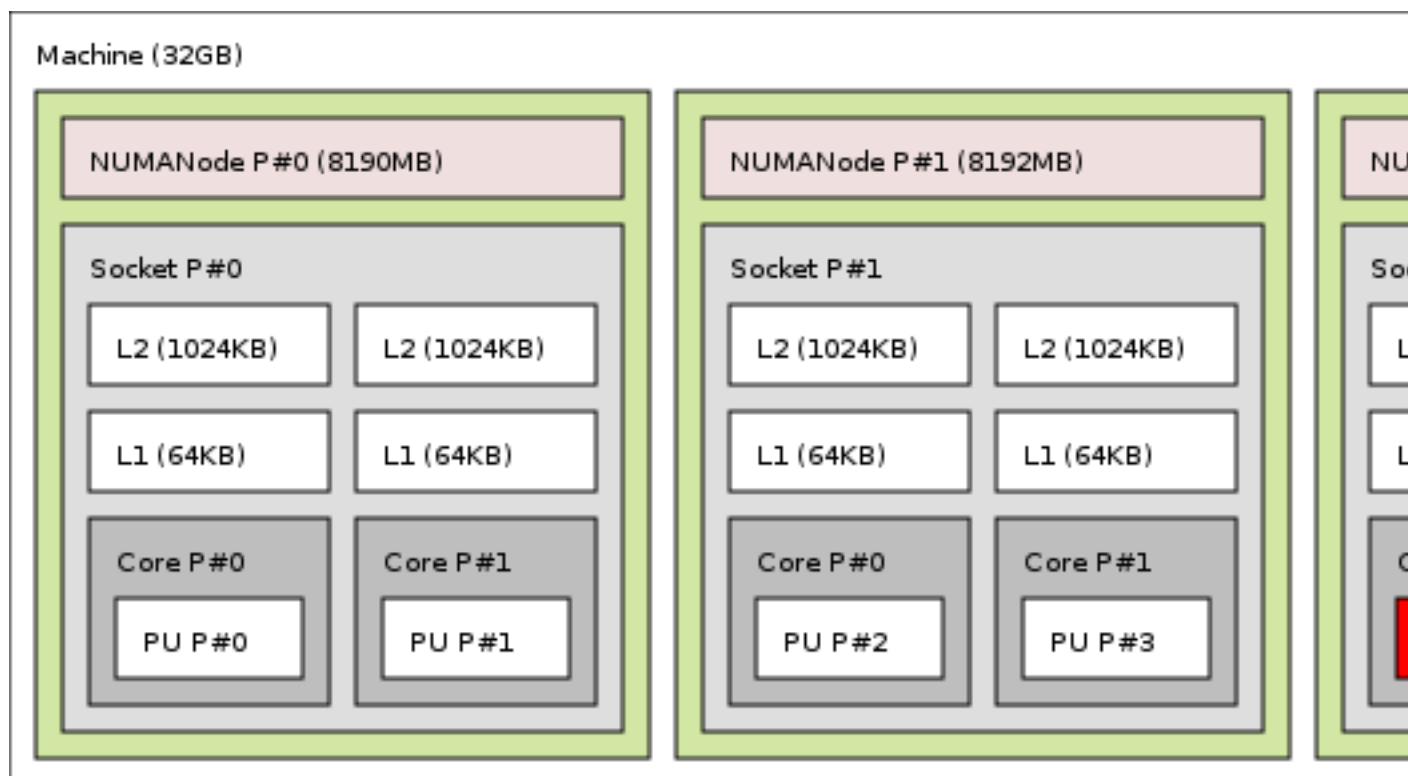 Machine (32GB)
NUMANode P#0 (8190MB)
Socket P#0
L2 (1024KB) L2 (1024KB)
L1 (64KB) L1 (64KB)
Core P#0 Core P#1
PU P#0 PU P#1
NUMANode P#1 (8192MB)
Socket P#1
L2 (1024KB) L2 (1024KB)
L1 (64KB) L1 (64KB)
Core P#0 Core P#1
PU P#2 PU P#3